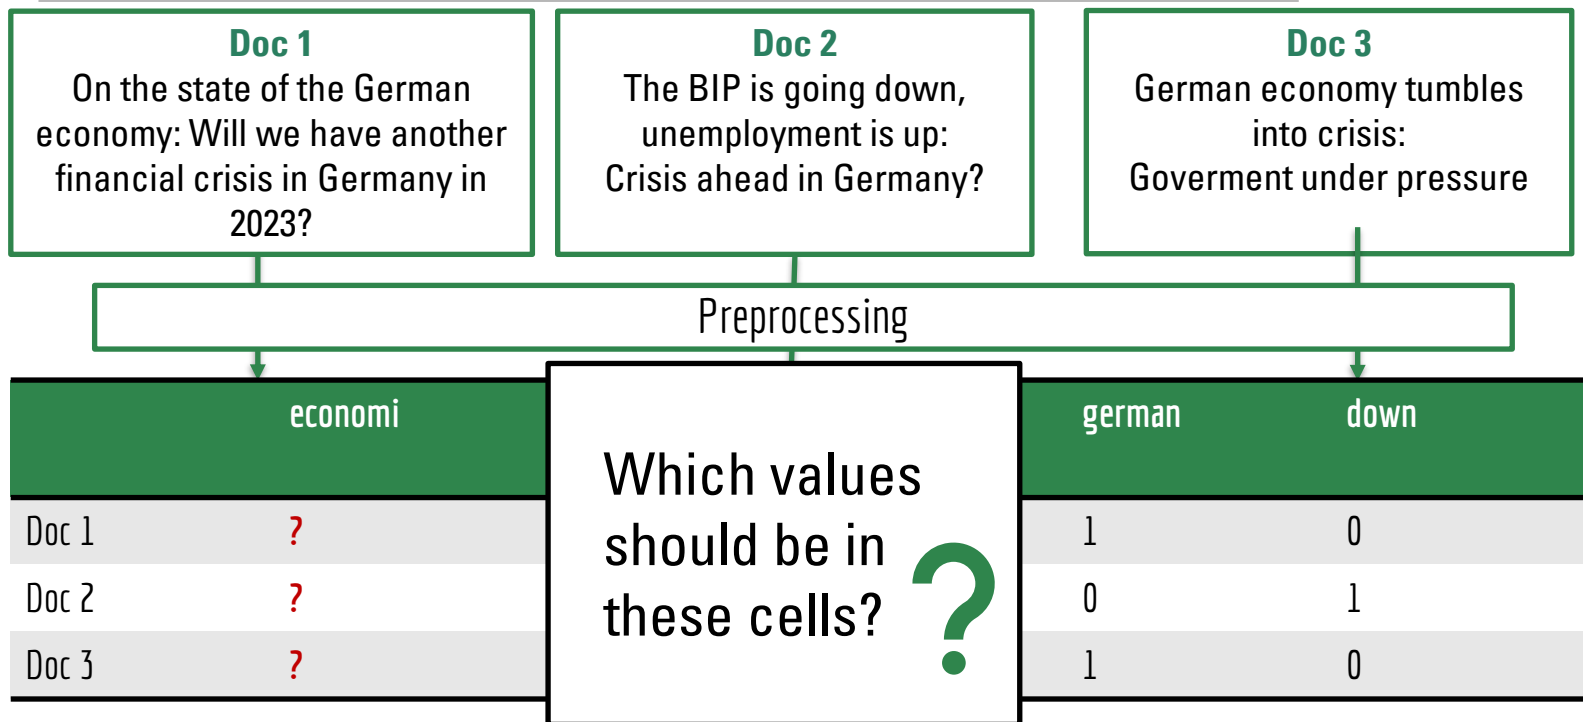 Doc 1
On the state of the German
economy: Will we have another
financial crisis in Germany in
2023?
Doc 2
The BIP is going down,
unemployment is up:
Crisis ahead in Germany?
Doc 3
German economy tumbles
into crisis:
Goverment under pressure
Preprocessing
economi german down
Doc 1 ? 1 0
Doc 2 ? 0 1
Doc 3 ? 1 0
Which values
should be in
these cells?
?